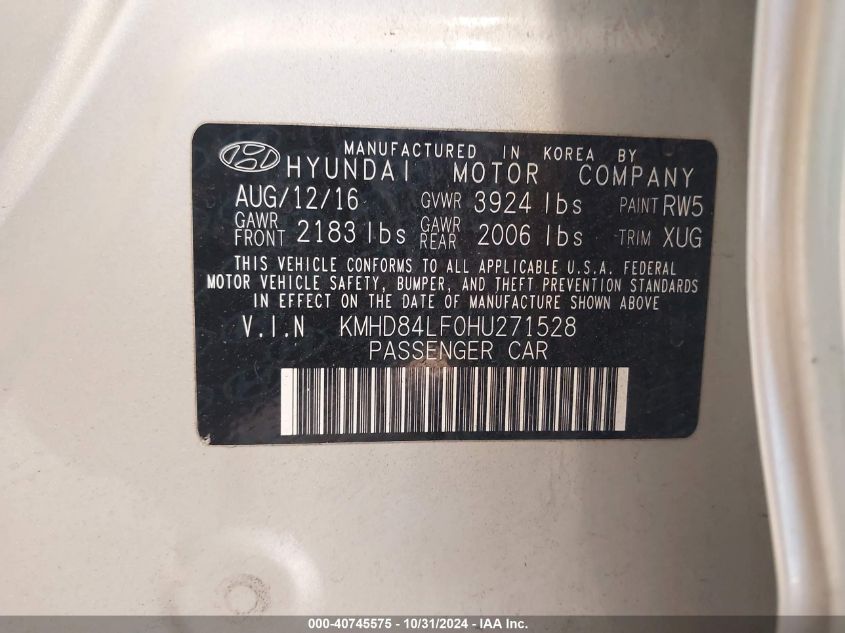 MANUFACTURED IN KOREA BY
HYUNDAI MOTOR COMPANY
AUG/12/16 GVWR 3924 lbs PAINT RW5
GAWR FRONT 2183 lbs GAWR REAR 2006 lbs TRIM XUG
THIS VEHICLE CONFORMS TO ALL APPLICABLE U.S.A. FEDERAL
MOTOR VEHICLE SAFETY, BUMPER, AND THEFT PREVENTION STANDARDS
IN EFFECT ON THE DATE OF MANUFACTURE SHOWN ABOVE
V.I.N KMHD84LF0HU271528
PASSENGER CAR
000-40745575 - 10/31/2024 - IAA Inc.